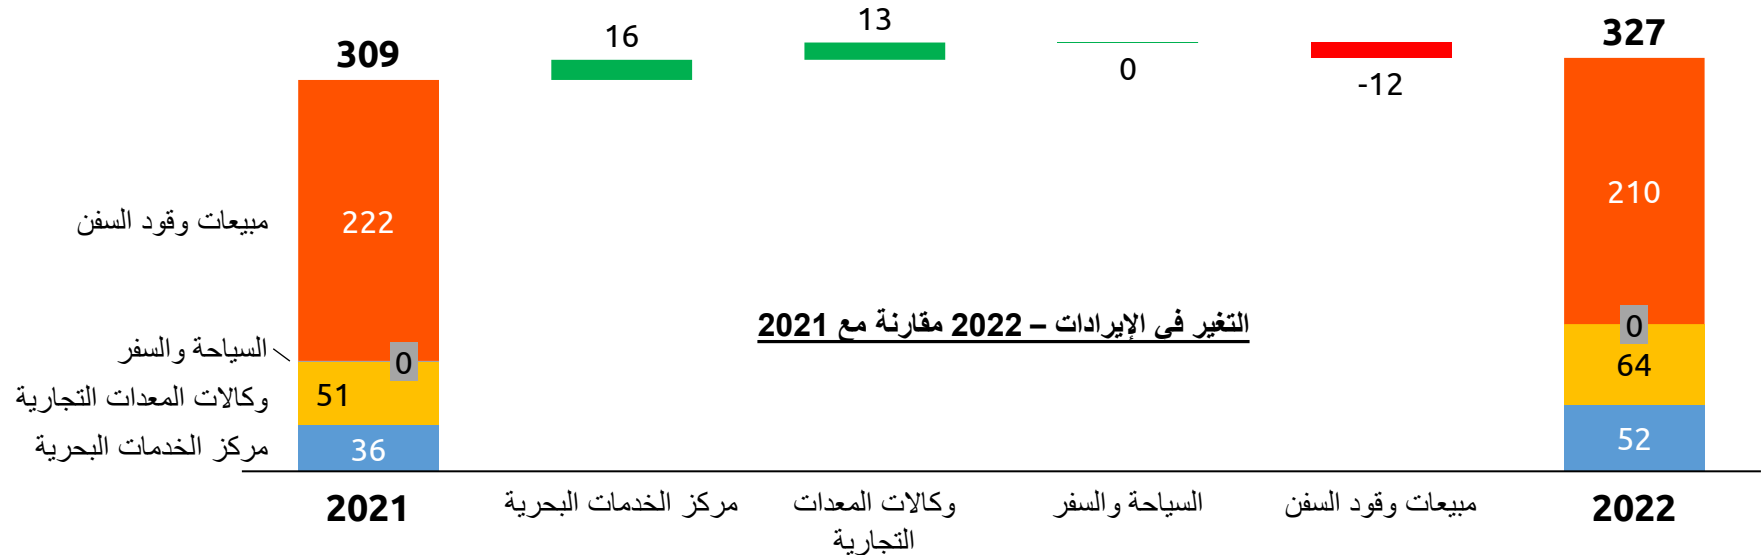 309
16
13
0
-12
327
مبيعات وقود السفن
222
210
التغير في الإيرادات – 2022 مقارنة مع 2021
السياحة والسفر
0
0
وكالات المعدات التجارية
51
64
مركز الخدمات البحرية
36
52
2021
مركز الخدمات البحرية
وكالات المعدات
التجارية
السياحة والسفر
مبيعات وقود السفن
2022